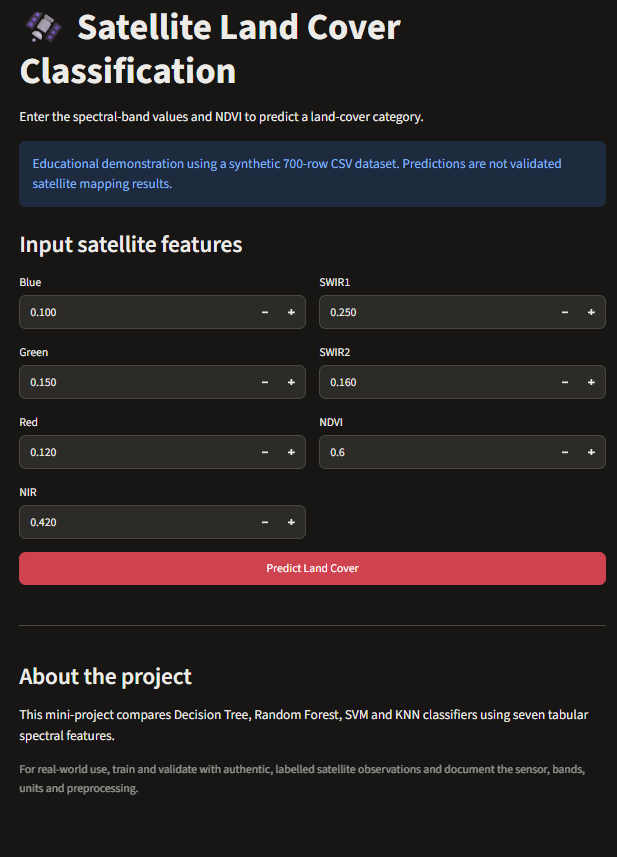 Satellite Land Cover
Classification
Enter the spectral-band values and NDVI to predict a land-cover category.
Educational demonstration using a synthetic 700-row CSV dataset. Predictions are not validated
satellite mapping results.
Input satellite features
Blue
0.100 − +
SWIR1
0.250 − +
Green
0.150 − +
SWIR2
0.160 − +
Red
0.120 − +
NDVI
0.6 − +
NIR
0.420 − +
Predict Land Cover
About the project
This mini-project compares Decision Tree, Random Forest, SVM and KNN classifiers using seven tabular
spectral features.
For real-world use, train and validate with authentic, labelled satellite observations and document the sensor, bands,
units and preprocessing.